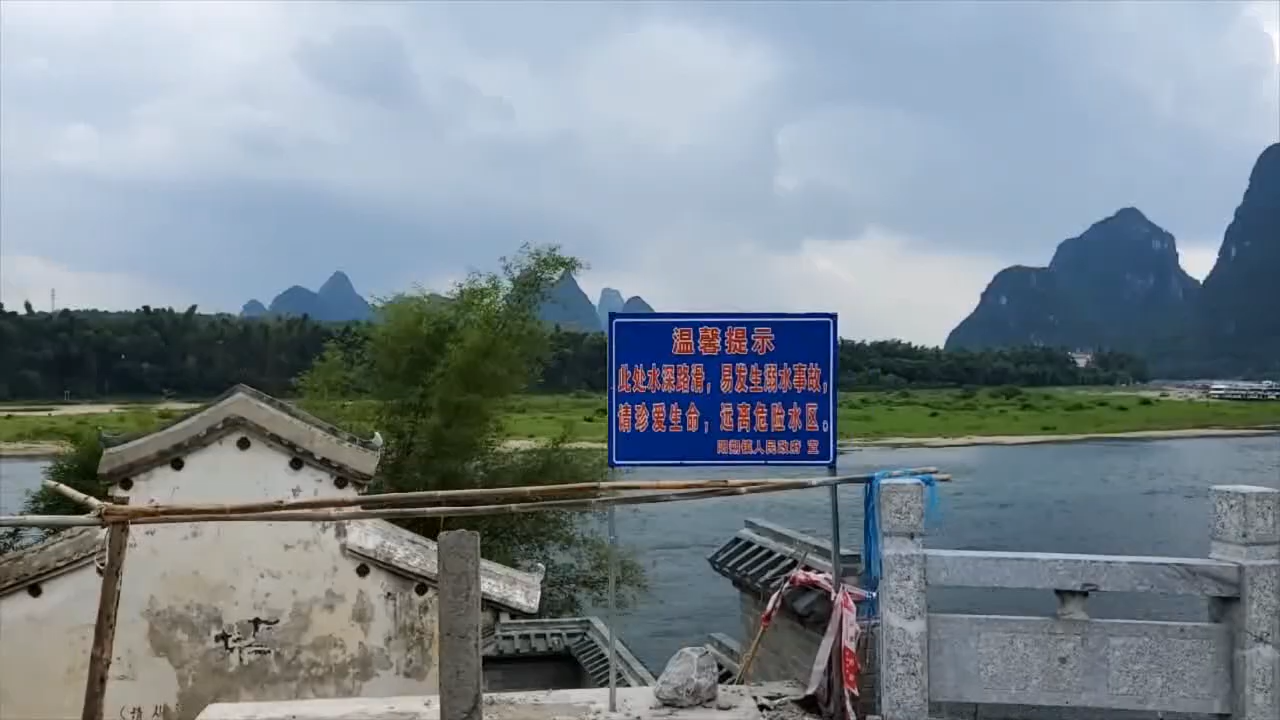 温馨提示
此处水深路滑，易发生溺水事故，
请珍爱生命，远离危险水区。
阳朔镇人民政府 宣